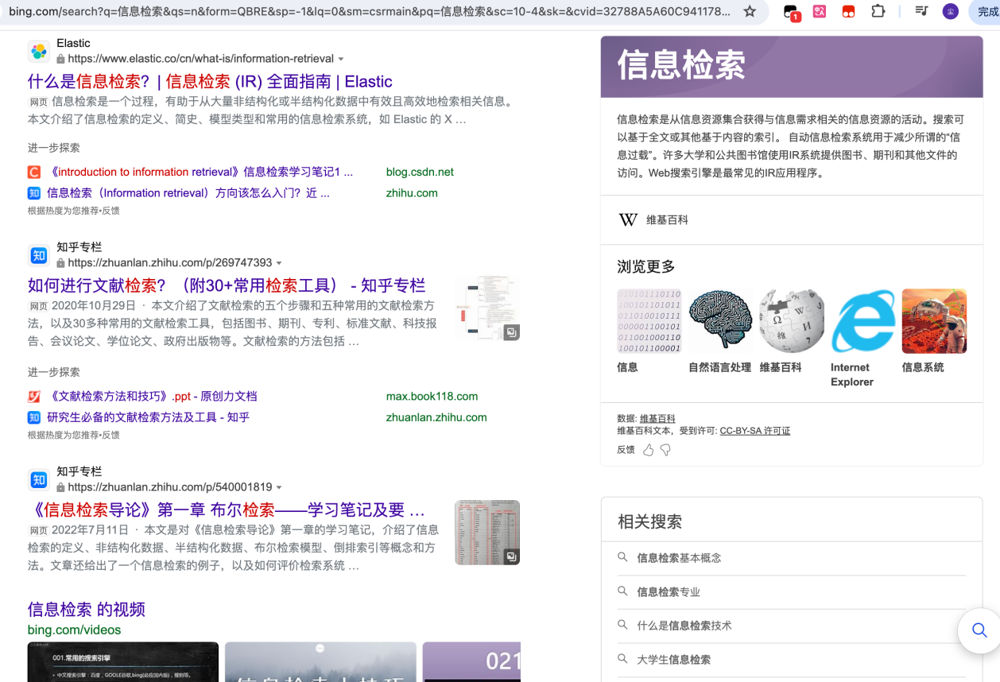 bing.com/search?q=信息检索&qs=n&form=QBRE&sp=-1&lq=0&sm=csrmain&pq=信息检索&sc=10-4&sk=&cvid=32788A5A60C941178...
1
完成
Elastic
https://www.elastic.co/cn/what-is/information-retrieval
什么是信息检索？| 信息检索 (IR) 全面指南 | Elastic
网页 信息检索是一个过程，有助于从大量非结构化或半结构化数据中有效且高效地检索相关信息。
本文介绍了信息检索的定义、简史、模型类型和常用的信息检索系统，如 Elastic 的 X …
进一步探索
《introduction to information retrieval》信息检索学习笔记1 ...
blog.csdn.net
知 信息检索（Information retrieval）方向该怎么入门？近 ...
zhihu.com
根据热度为您推荐•反馈
知
知乎专栏
https://zhuanlan.zhihu.com/p/269747393
如何进行文献检索？（附30+常用检索工具） - 知乎专栏
网页 2020年10月29日 · 本文介绍了文献检索的五个步骤和五种常用的文献检索方
法，以及30多种常用的文献检索工具，包括图书、期刊、专利、标准文献、科技报
告、会议论文、学位论文、政府出版物等。文献检索的方法包括 …
进一步探索
《文献检索方法和技巧》.ppt - 原创力文档
max.book118.com
知 研究生必备的文献检索方法及工具 - 知乎
zhuanlan.zhihu.com
根据热度为您推荐•反馈
知
知乎专栏
https://zhuanlan.zhihu.com/p/540001819
《信息检索导论》第一章 布尔检索——学习笔记及要 …
网页 2022年7月11日 · 本文是对《信息检索导论》第一章的学习笔记，介绍了信息
检索的定义、非结构化数据、半结构化数据、布尔检索模型、倒排索引等概念和方
法。文章还给出了一个信息检索的例子，以及如何评价检索系统 …
信息检索 的视频
bing.com/videos
001.常用的搜索引擎
• 中文搜索引擎：百度，GOOLE谷歌,bing(必应国内版)，搜狗等。
021
信息检索
信息检索是从信息资源集合获得与信息需求相关的信息资源的活动。搜索可
以基于全文或其他基于内容的索引。 自动信息检索系统用于减少所谓的“信
息过载”。许多大学和公共图书馆使用IR系统提供图书、期刊和其他文件的
访问。Web搜索引擎是最常见的IR应用程序。
W 维基百科
浏览更多
信息
自然语言处理
维基百科
Internet
Explorer
信息系统
数据: 维基百科
维基百科文本，受到许可: CC-BY-SA 许可证
反馈
相关搜索
信息检索基本概念
信息检索专业
什么是信息检索技术
大学生信息检索